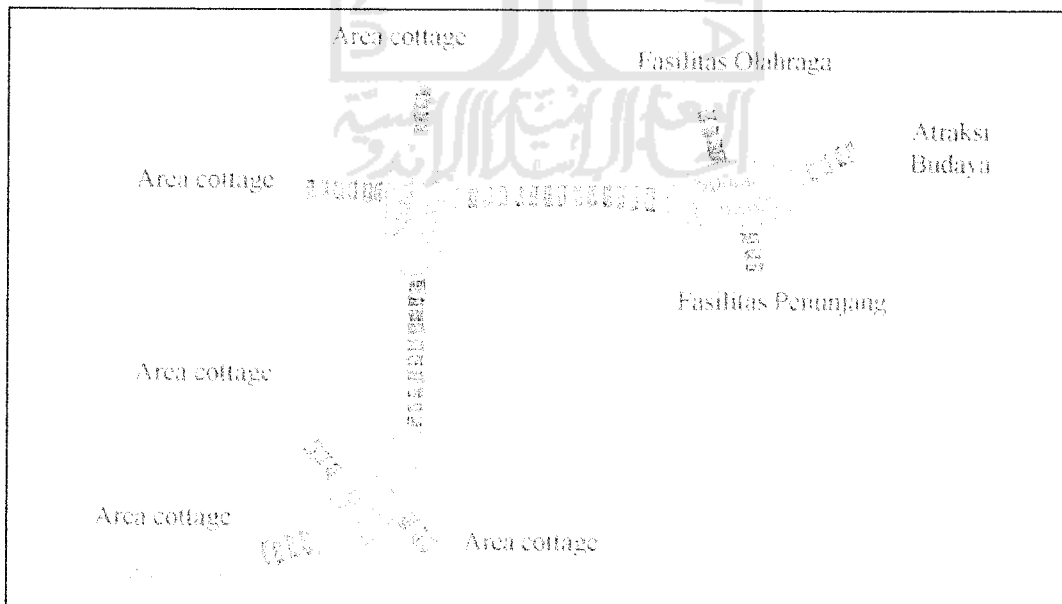 Area cottage
Fasilitas Olahraga
Atraksi
Budaya
Area cottage
Fasilitas Penunjang
Area cottage
Area cottage
Area cottage